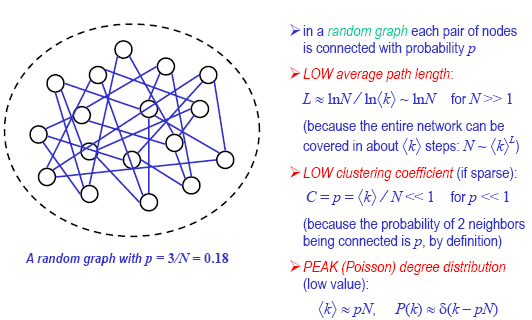 in a random graph each pair of nodes
is connected with probability p
LOW average path length:
L ≈ lnN / ln⟨k⟩ ~ lnN for N >> 1
(because the entire network can be
covered in about ⟨k⟩ steps: N ~ ⟨k⟩^L)
LOW clustering coefficient (if sparse):
C = p = ⟨k⟩ / N << 1 for p << 1
(because the probability of 2 neighbors
being connected is p, by definition)
PEAK (Poisson) degree distribution
(low value):
⟨k⟩ ≈ pN, P(k) ≈ δ(k − pN)
A random graph with p = 3/N = 0.18